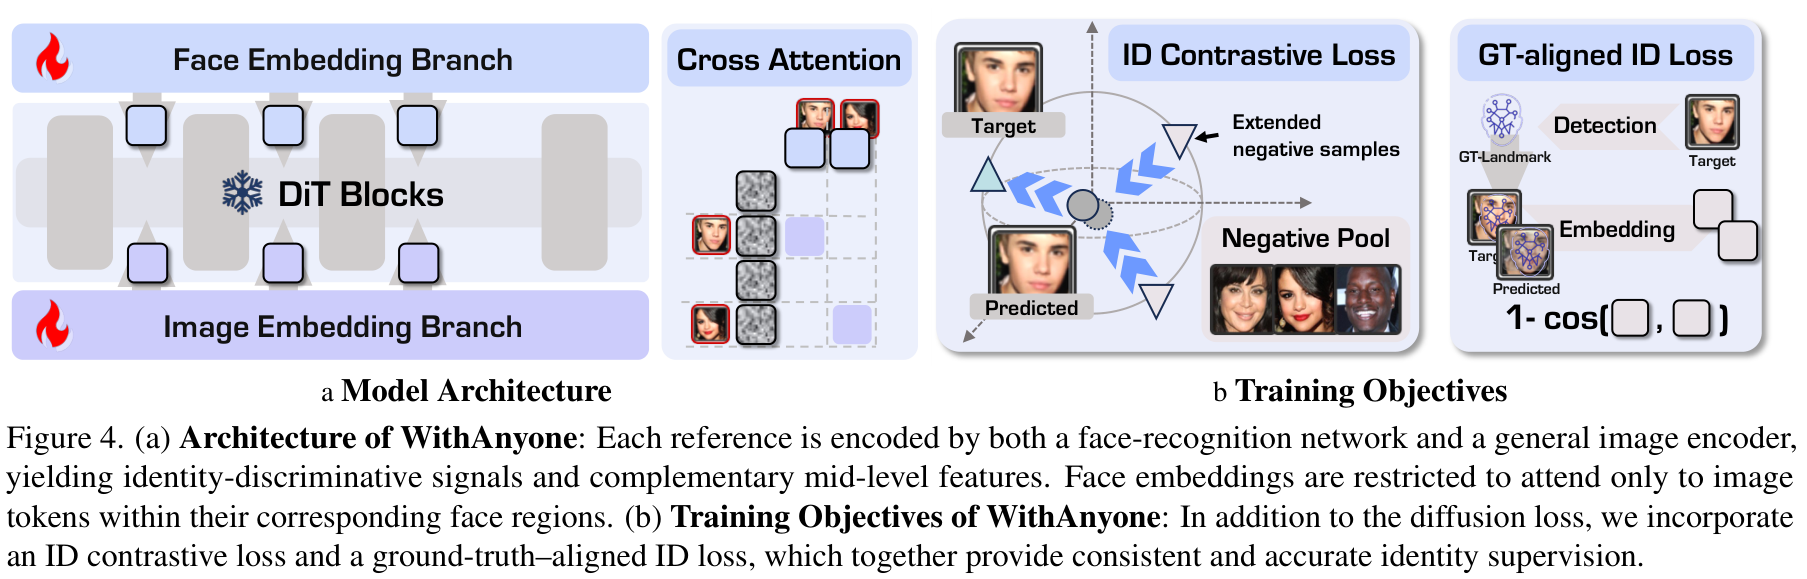 Face Embedding Branch
DiT Blocks
Image Embedding Branch
Cross Attention
a Model Architecture
ID Contrastive Loss
Target
Extended
negative samples
Predicted
Negative Pool
GT-aligned ID Loss
GT-Landmark
Detection
Target
Embedding
Predicted
1- cos( , )
b Training Objectives
Figure 4. (a) Architecture of WithAnyone: Each reference is encoded by both a face-recognition network and a general image encoder,
yielding identity-discriminative signals and complementary mid-level features. Face embeddings are restricted to attend only to image
tokens within their corresponding face regions. (b) Training Objectives of WithAnyone: In addition to the diffusion loss, we incorporate
an ID contrastive loss and a ground-truth–aligned ID loss, which together provide consistent and accurate identity supervision.